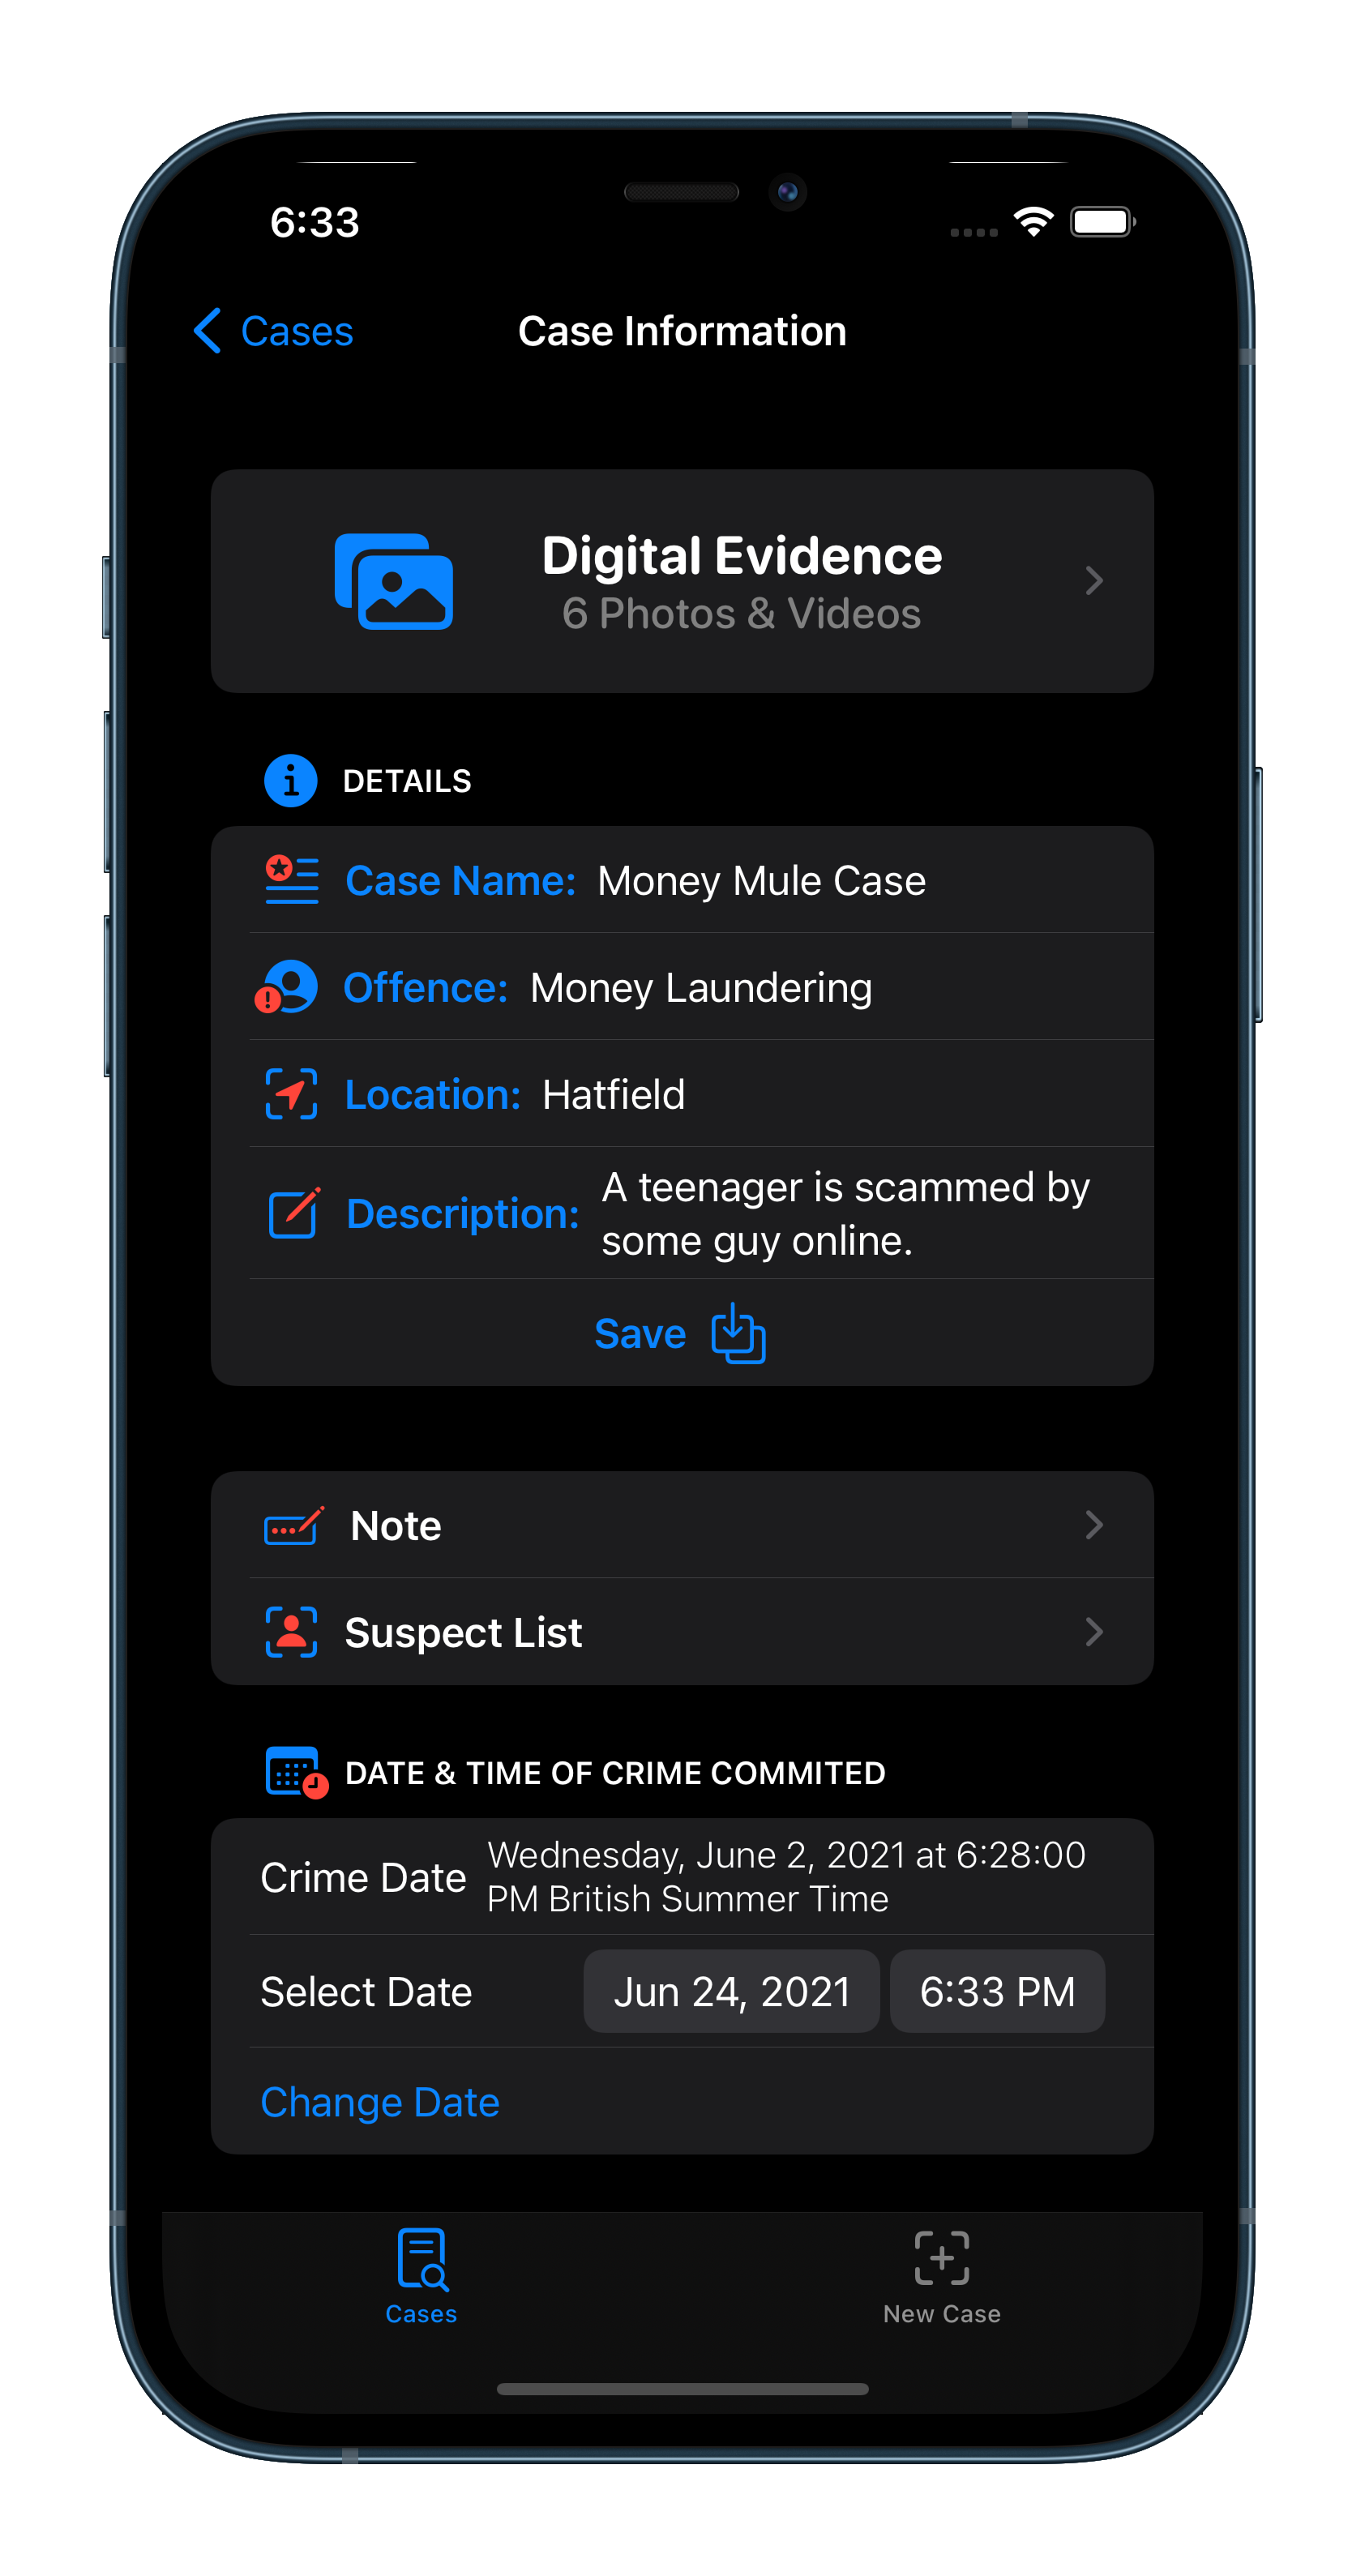 6:33
Cases
Case Information
Digital Evidence
6 Photos & Videos
DETAILS
Case Name: Money Mule Case
Offence: Money Laundering
Location: Hatfield
Description: A teenager is scammed by
some guy online.
Save
Note
Suspect List
DATE & TIME OF CRIME COMMITED
Crime Date Wednesday, June 2, 2021 at 6:28:00
PM British Summer Time
Select Date Jun 24, 2021 6:33 PM
Change Date
Cases New Case